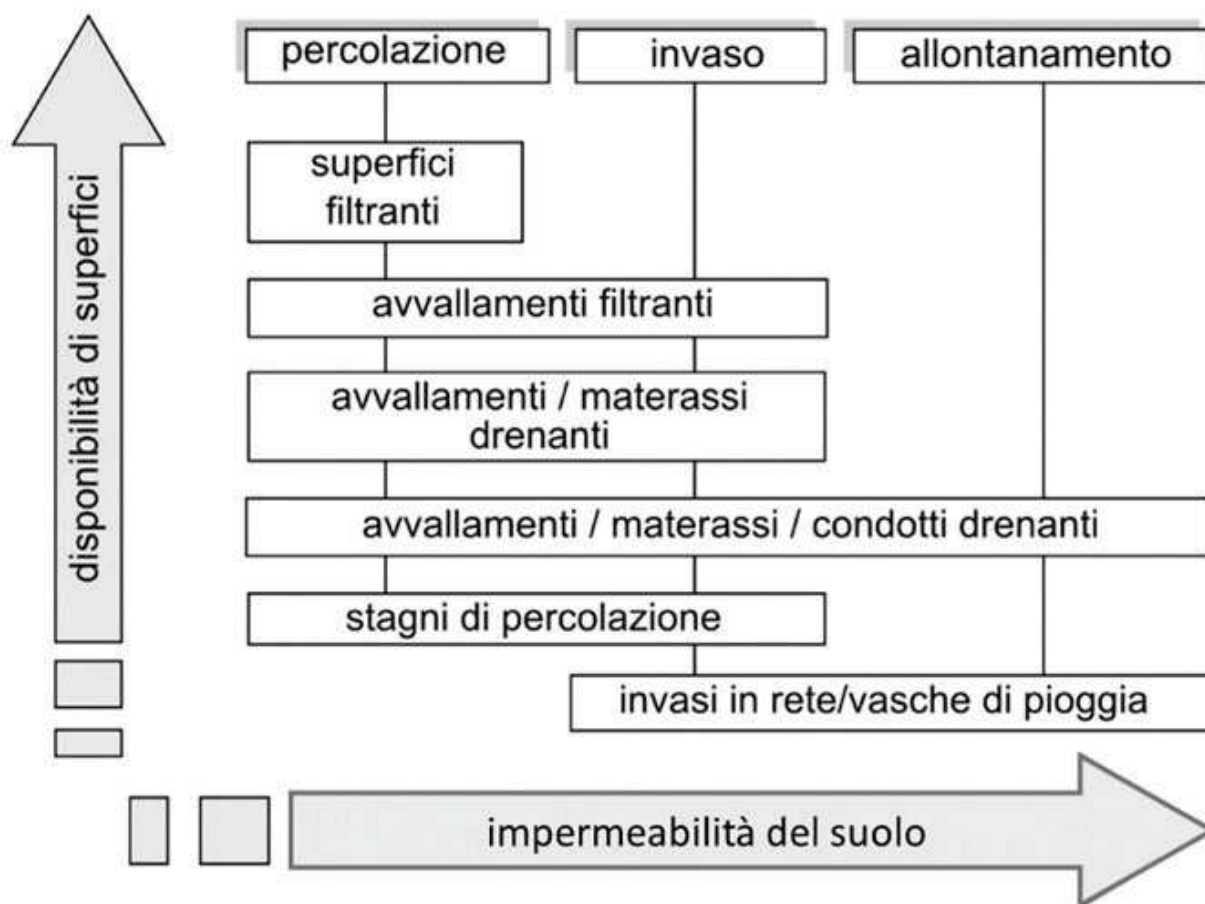 percolazione
invaso
allontanamento
superfici
filtranti
avvallamenti filtranti
avvallamenti / materassi
drenanti
avvallamenti / materassi / condotti drenanti
stagni di percolazione
invasi in rete/vasche di pioggia
disponibilità di superfici
impermeabilità del suolo